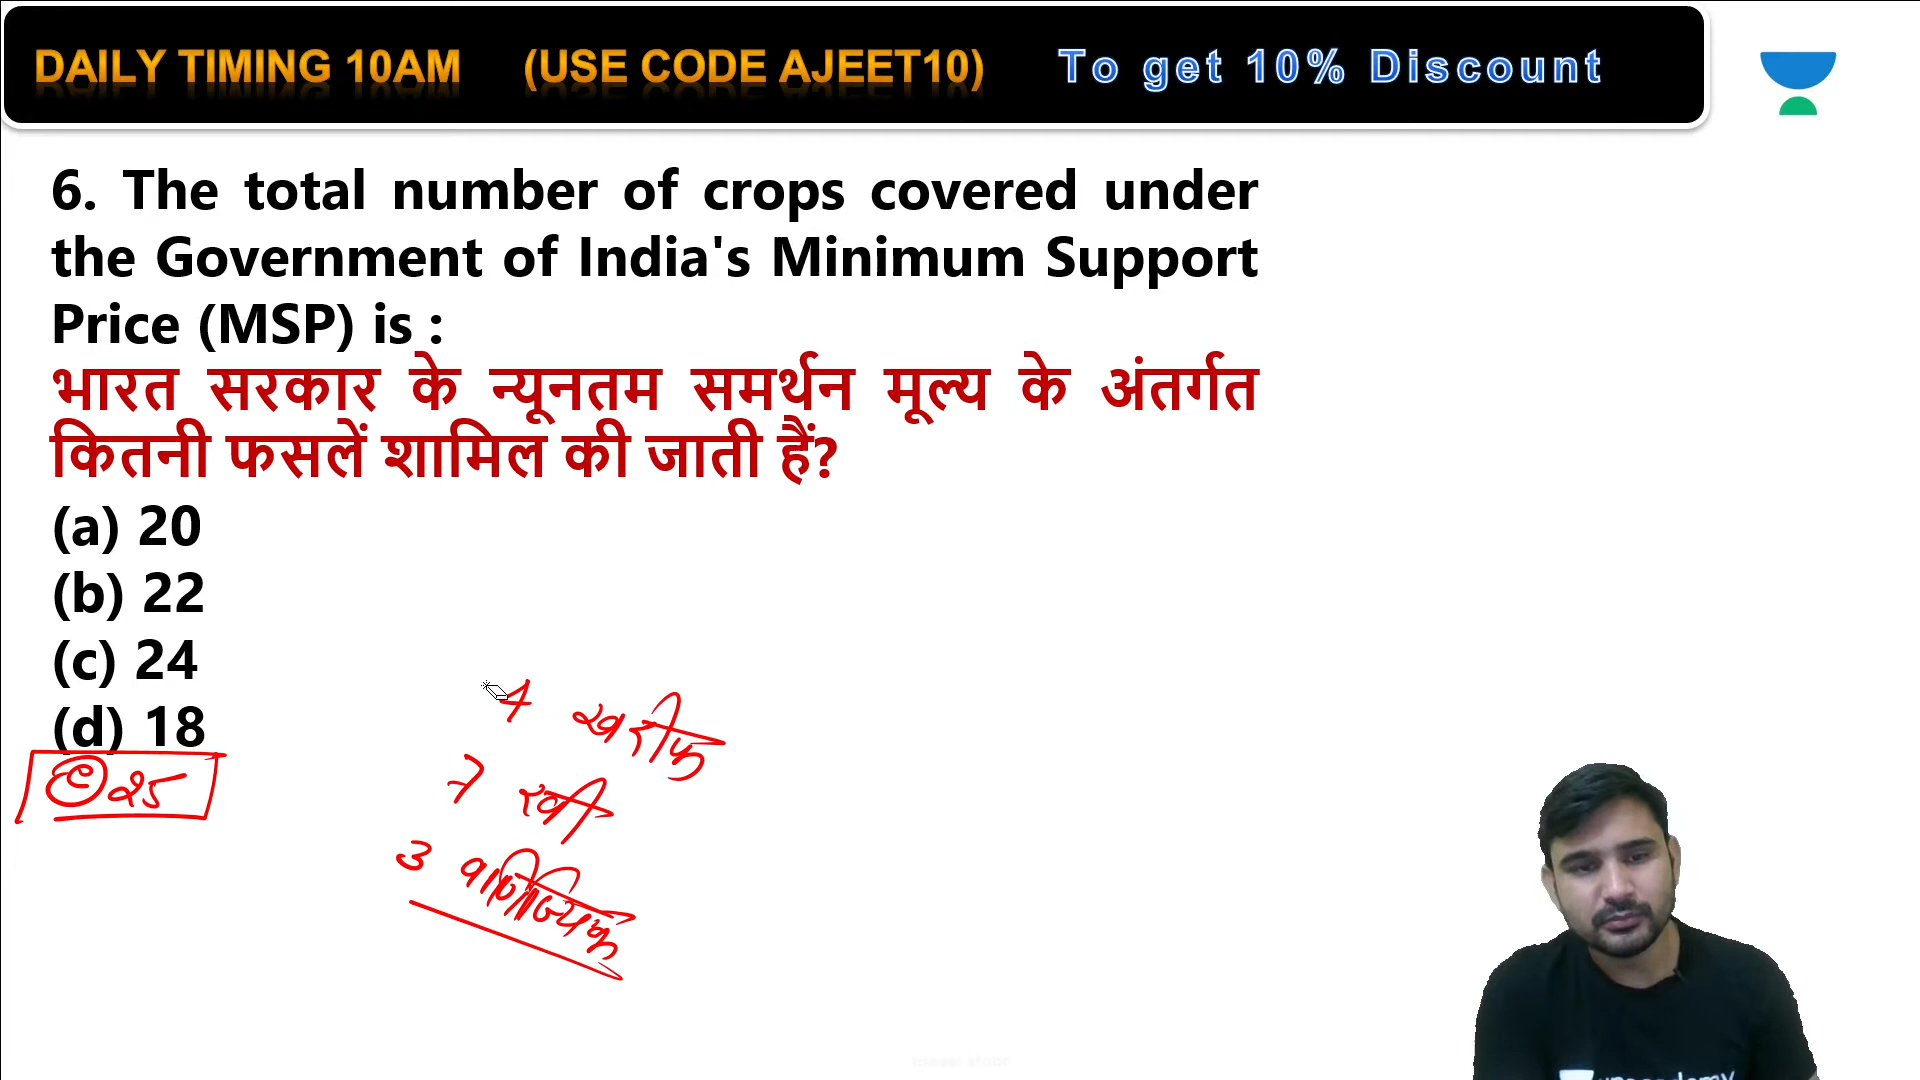 DAILY TIMING 10AM (USE CODE AJEET10) To get 10% Discount
6. The total number of crops covered under
the Government of India's Minimum Support
Price (MSP) is :
भारत सरकार के न्यूनतम समर्थन मूल्य के अंतर्गत
कितनी फसलें शामिल की जाती हैं?
(a) 20
(b) 22
(c) 24
(d) 18
(e) 25
खरीफ
7 रबी
3 वाणिज्यिक